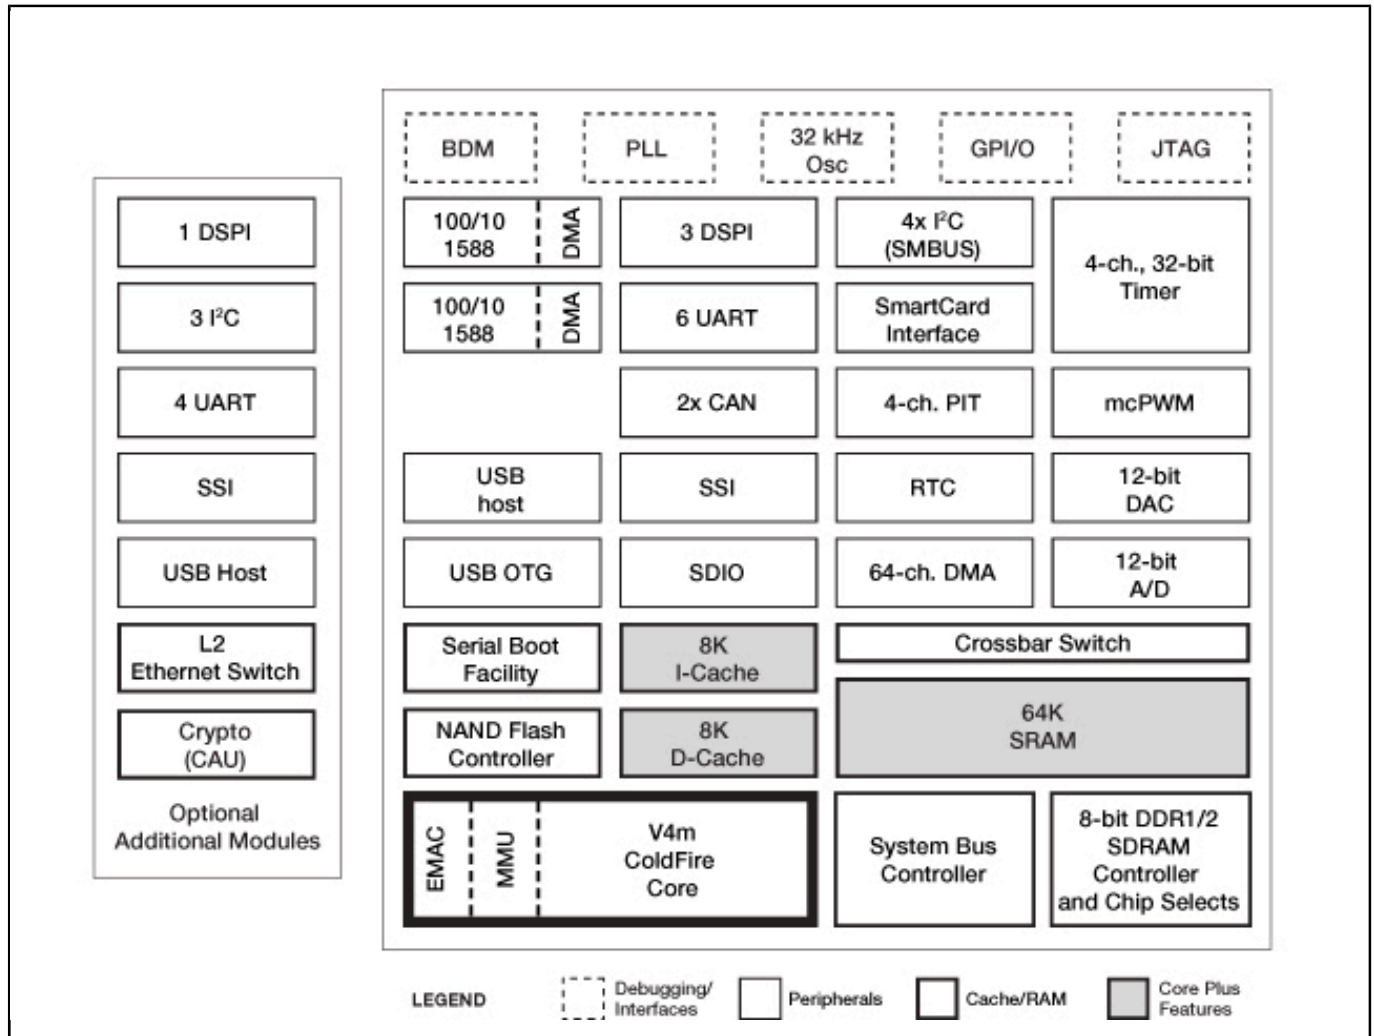 BDM
PLL
32 kHz
Osc
GPI/O
JTAG
1 DSPI
3 I²C
4 UART
SSI
USB Host
L2
Ethernet Switch
Crypto
(CAU)
Optional
Additional Modules
100/10
1588
DMA
3 DSPI
4x I²C
(SMBUS)
4-ch., 32-bit
Timer
100/10
1588
DMA
6 UART
SmartCard
Interface
2x CAN
4-ch. PIT
mcPWM
USB
host
SSI
RTC
12-bit
DAC
USB OTG
SDIO
64-ch. DMA
12-bit
A/D
Serial Boot
Facility
8K
I-Cache
Crossbar Switch
NAND Flash
Controller
8K
D-Cache
64K
SRAM
EMAC
MMU
V4m
ColdFire
Core
System Bus
Controller
8-bit DDR1/2
SDRAM
Controller
and Chip Selects
LEGEND
Debugging/
Interfaces
Peripherals
Cache/RAM
Core Plus
Features